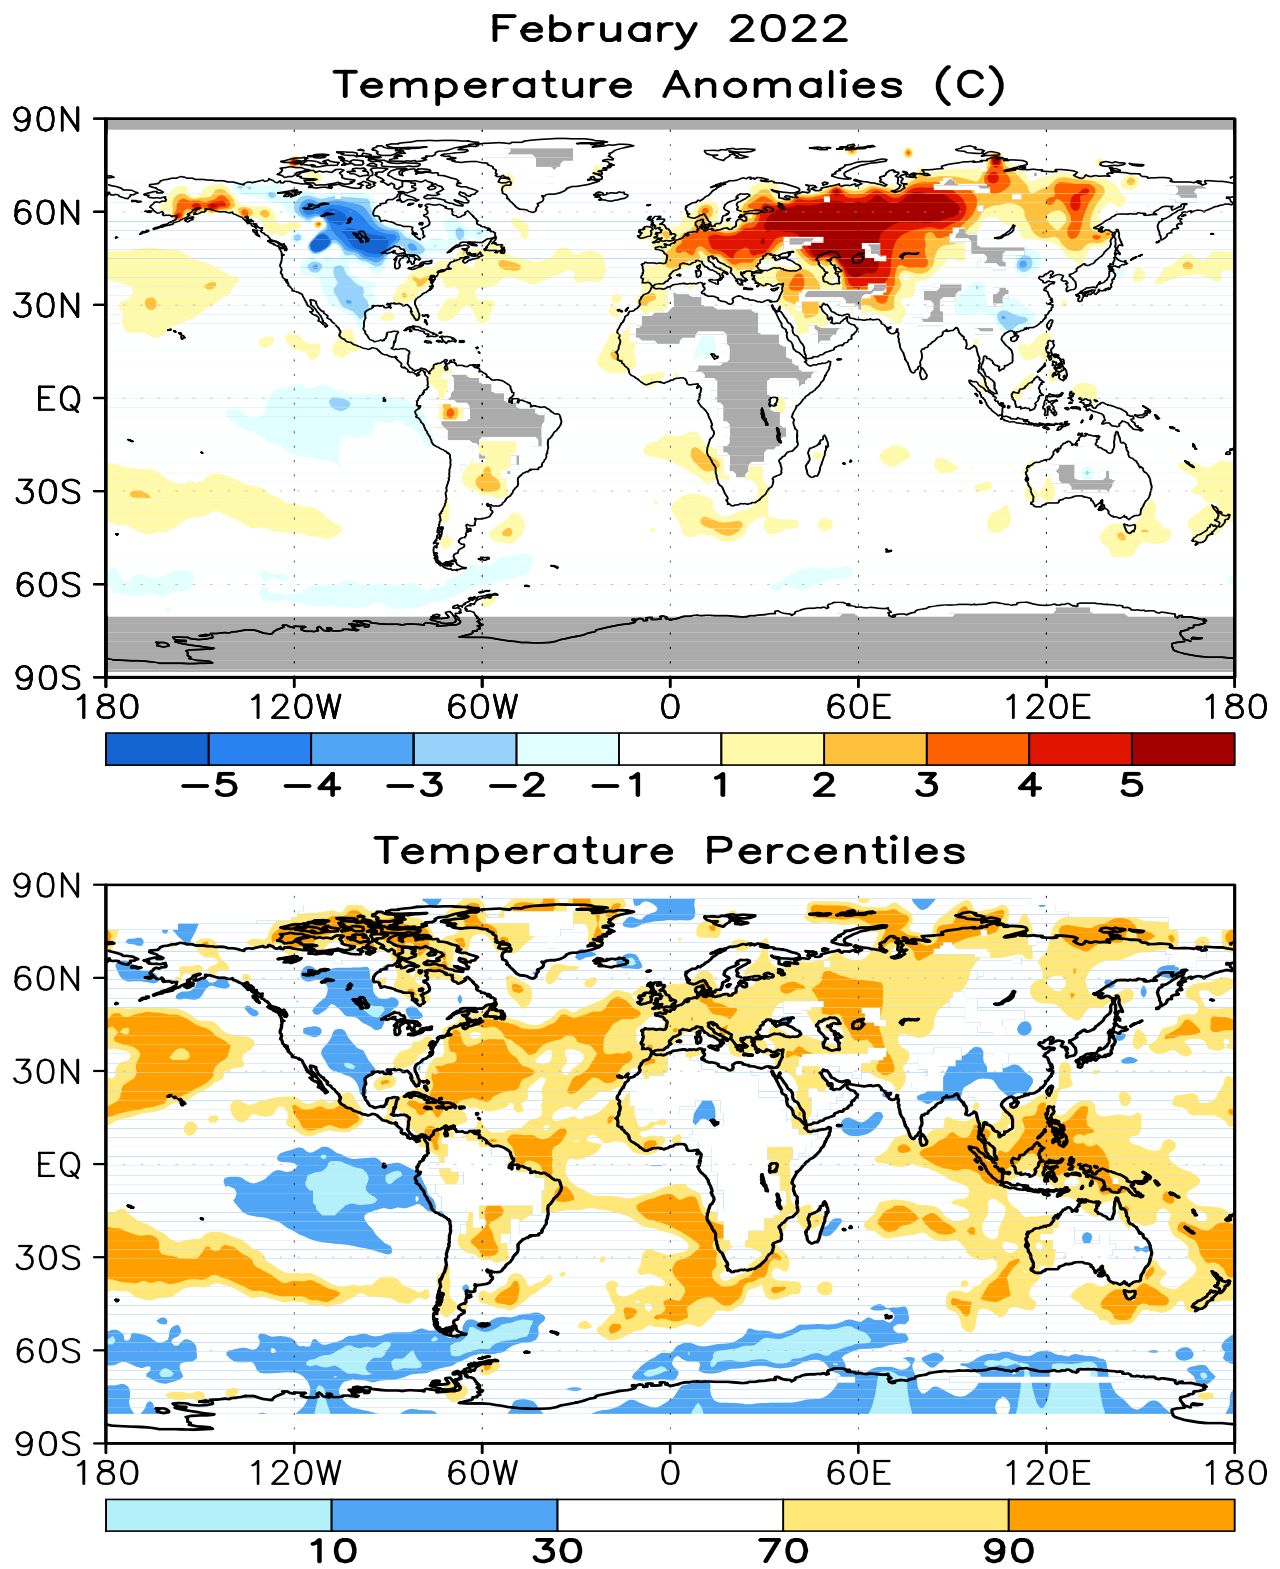 February 2022
Temperature Anomalies (C)
90N
60N
30N
EQ
30S
60S
90S
180 120W 60W 0 60E 120E 180
−5 −4 −3 −2 −1 1 2 3 4 5
Temperature Percentiles
90N
60N
30N
EQ
30S
60S
90S
180 120W 60W 0 60E 120E 180
10 30 70 90